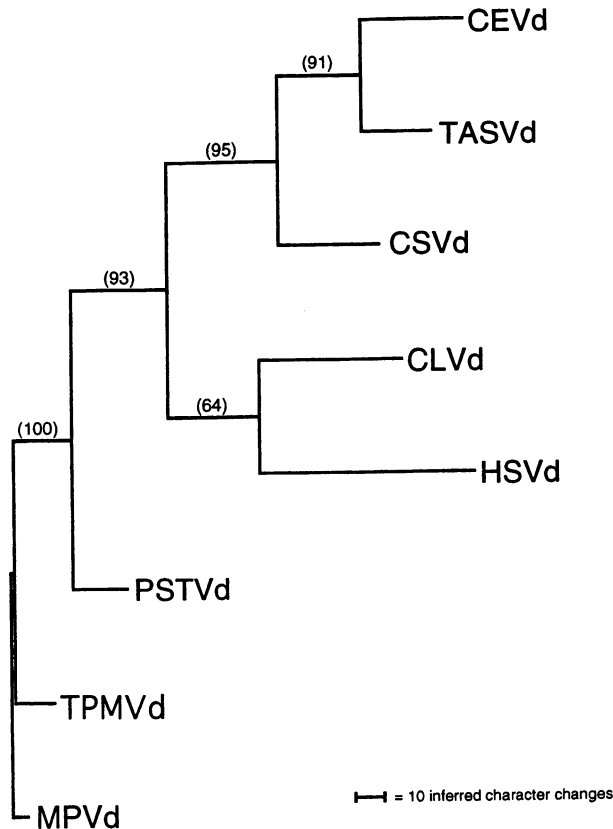 CEVd
(91)
TASVd
(95)
CSVd
(93)
CLVd
(64)
(100)
HSVd
PSTVd
TPMVd
= 10 inferred character changes
MPVd